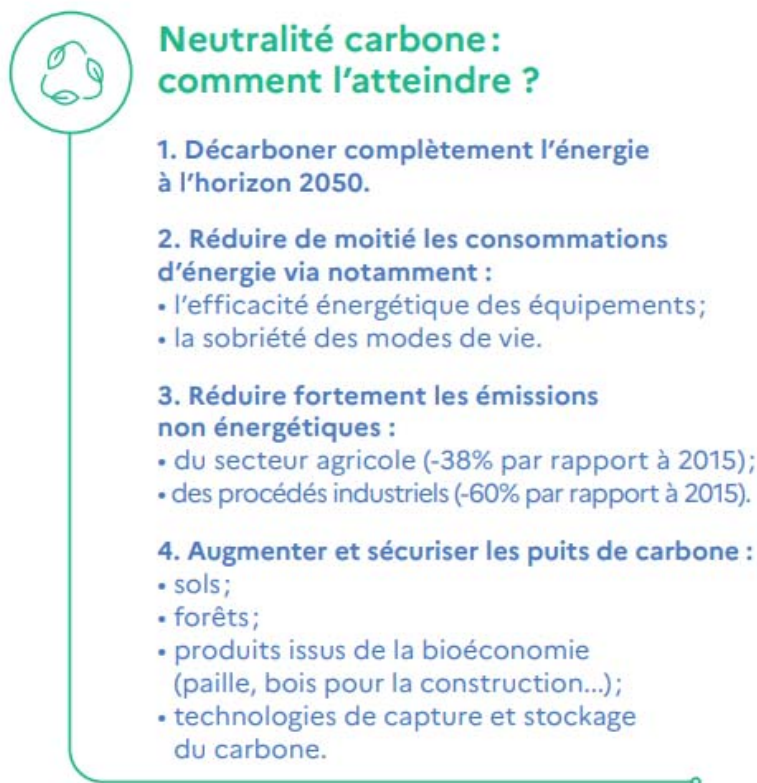 Neutralité carbone:
comment l'atteindre ?
1. Décarboner complètement l'énergie
à l'horizon 2050.
2. Réduire de moitié les consommations
d'énergie via notamment :
• l'efficacité énergétique des équipements;
• la sobriété des modes de vie.
3. Réduire fortement les émissions
non énergétiques :
• du secteur agricole (-38% par rapport à 2015);
• des procédés industriels (-60% par rapport à 2015).
4. Augmenter et sécuriser les puits de carbone :
• sols;
• forêts;
• produits issus de la bioéconomie
(paille, bois pour la construction...);
• technologies de capture et stockage
du carbone.